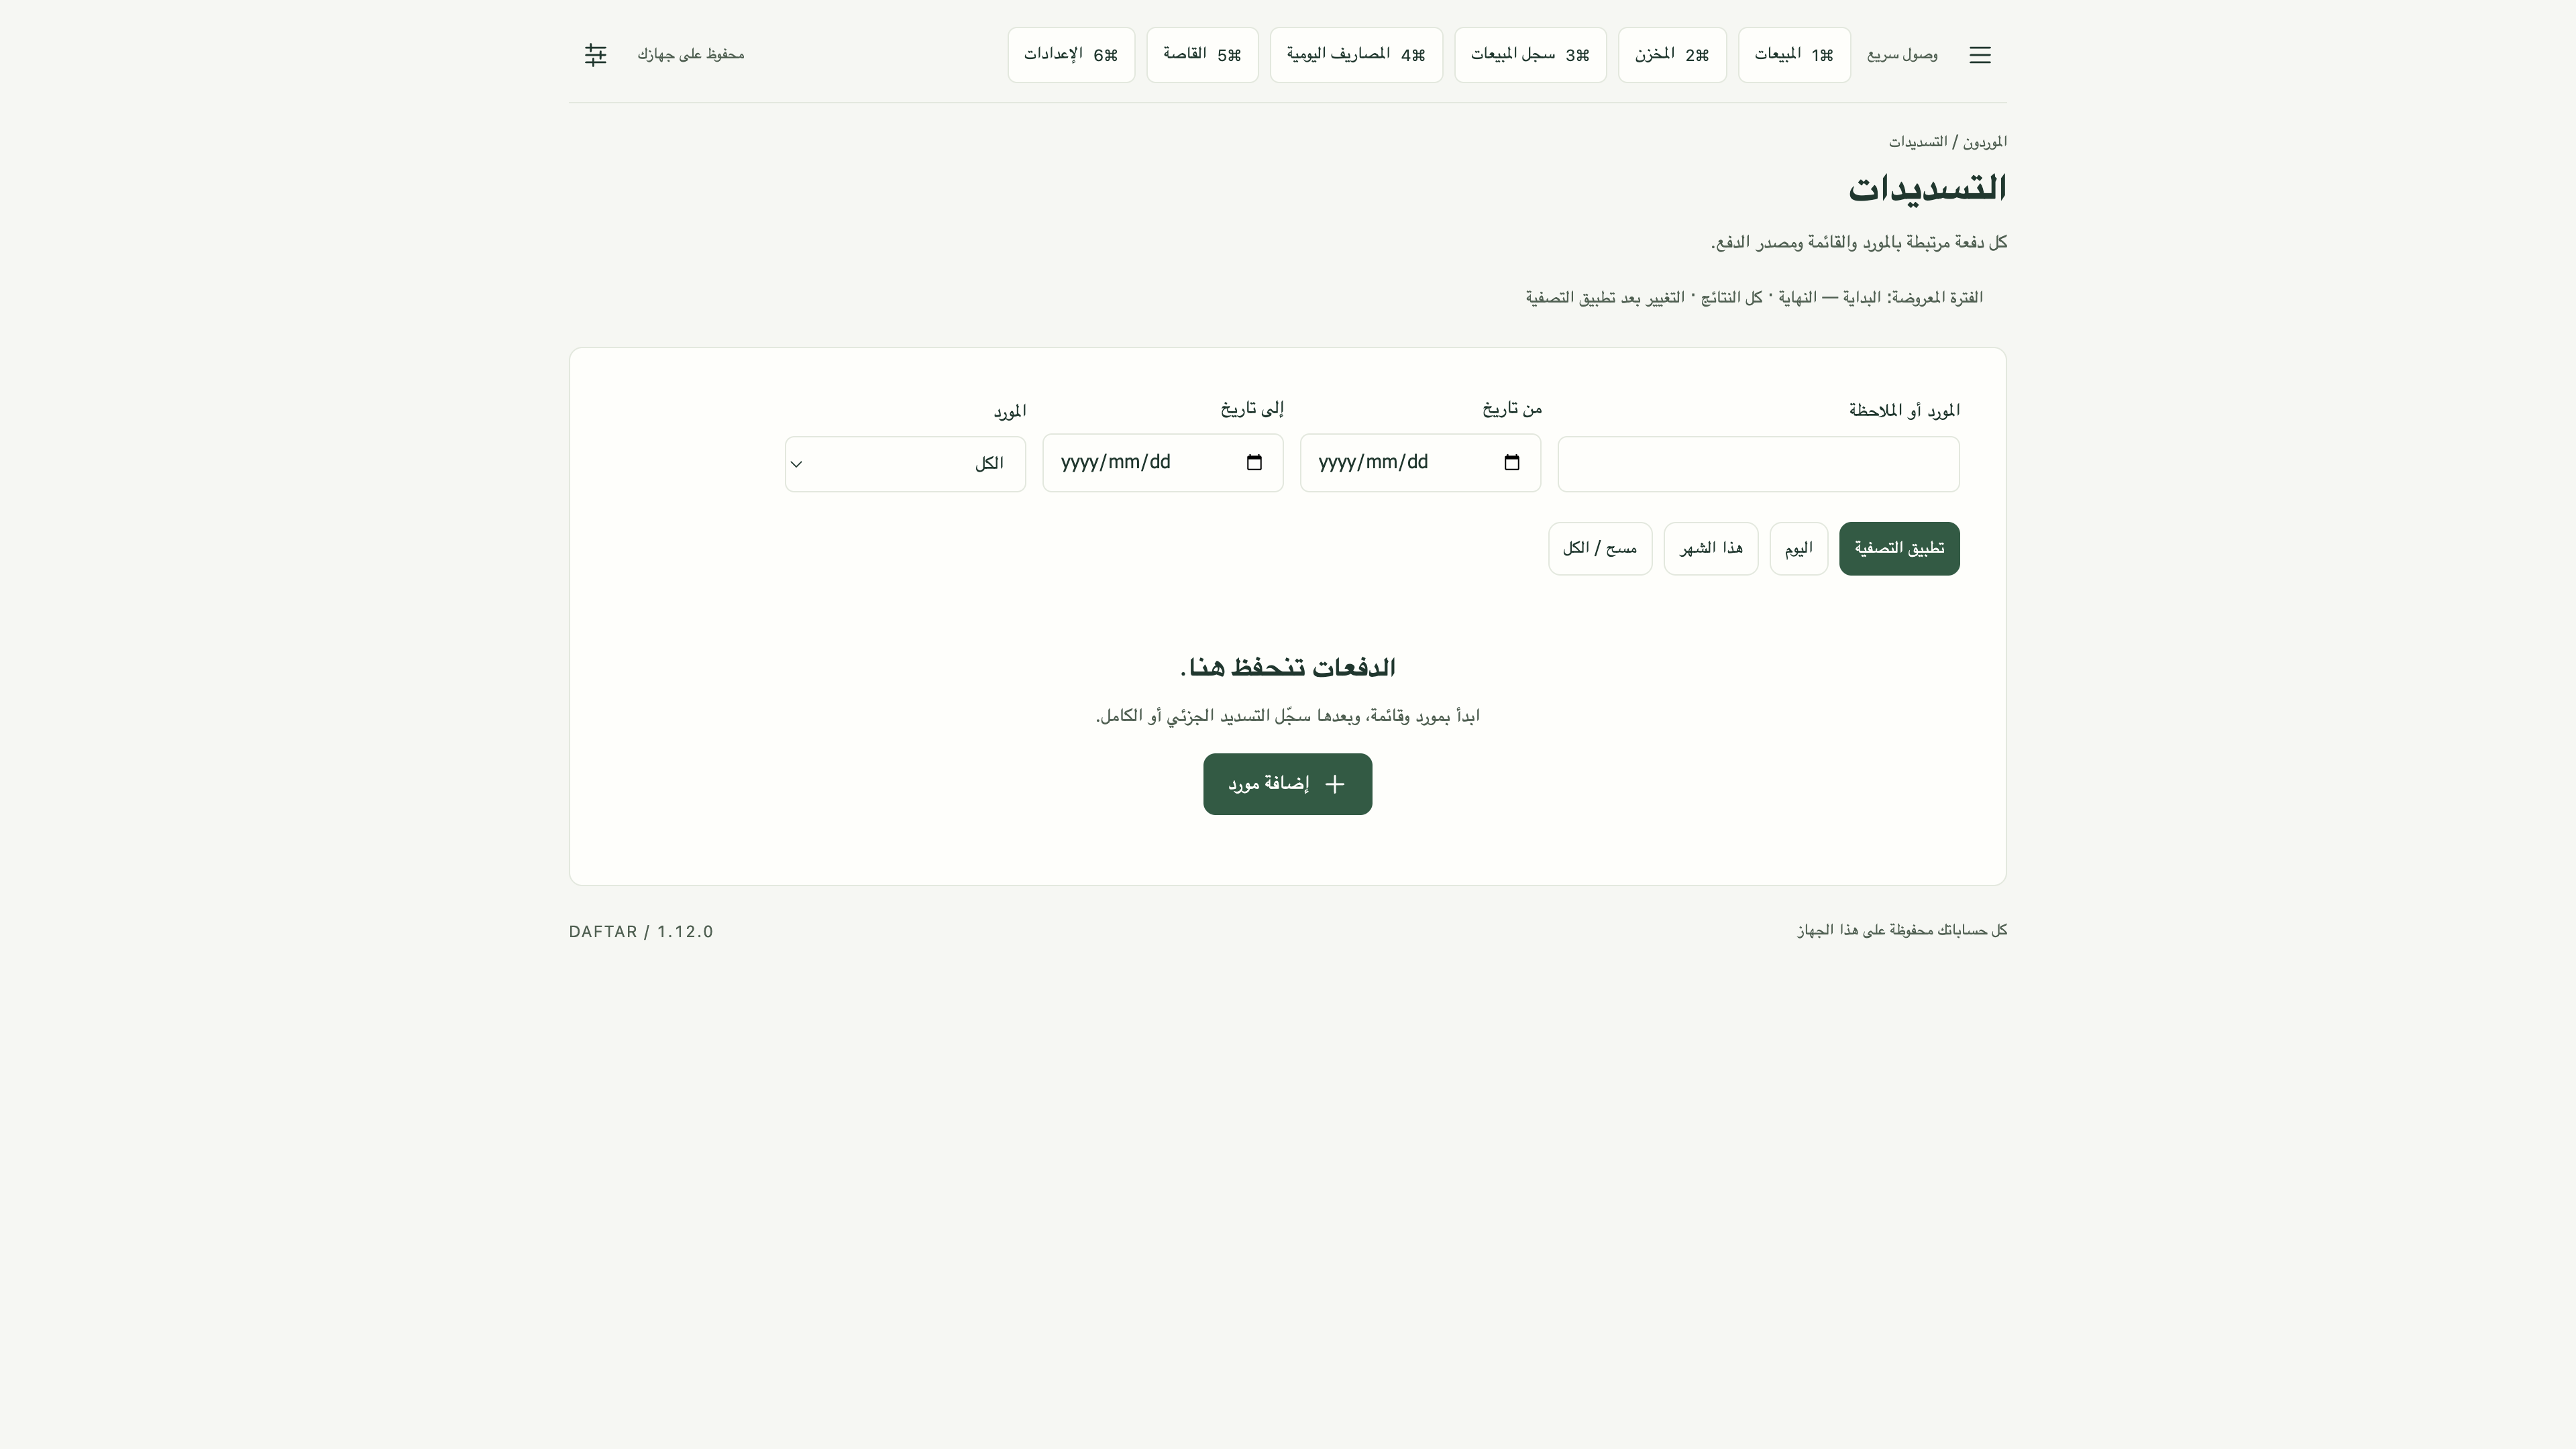 وصول سريع
⌘1 المبيعات
⌘2 المخزن
⌘3 سجل المبيعات
⌘4 المصاريف اليومية
⌘5 القاصة
⌘6 الإعدادات
محفوظ على جهازك
الموردون / التسديدات
التسديدات
كل دفعة مرتبطة بالمورد والقائمة ومصدر الدفع.
الفترة المعروضة: البداية — النهاية · كل النتائج · التغيير بعد تطبيق التصفية
المورد أو الملاحظة
من تاريخ
yyyy/mm/dd
إلى تاريخ
yyyy/mm/dd
المورد
الكل
تطبيق التصفية
اليوم
هذا الشهر
مسح / الكل
الدفعات تنحفظ هنا.
ابدأ بمورد وقائمة، وبعدها سجّل التسديد الجزئي أو الكامل.
إضافة مورد
كل حساباتك محفوظة على هذا الجهاز
DAFTAR / 1.12.0